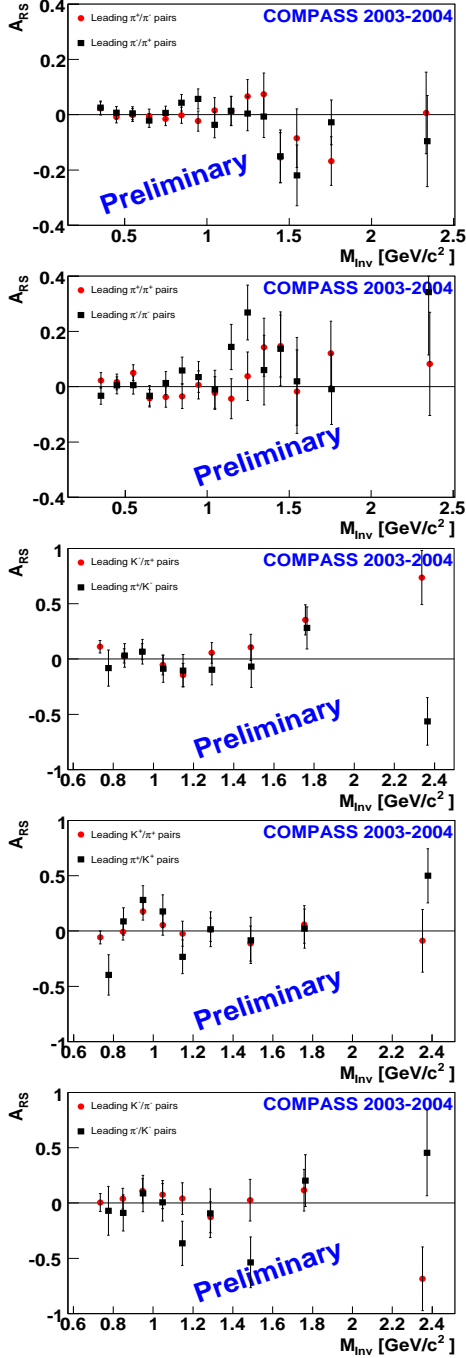 A_RS
0.4
COMPASS 2003-2004
Leading π⁺/π⁻ pairs
Leading π⁻/π⁺ pairs
0.2
0
-0.2
Preliminary
-0.4
0.5 1 1.5 2 2.5
M_Inv [GeV/c²]
A_RS
0.4
COMPASS 2003-2004
Leading π⁺/π⁺ pairs
Leading π⁻/π⁻ pairs
0.2
0
-0.2
Preliminary
-0.4
0.5 1 1.5 2 2.5
M_Inv [GeV/c²]
A_RS
1
COMPASS 2003-2004
Leading K⁻/π⁺ pairs
Leading π⁺/K⁻ pairs
0.5
0
-0.5
Preliminary
-1
0.6 0.8 1 1.2 1.4 1.6 1.8 2 2.2 2.4
M_Inv [GeV/c²]
A_RS
1
COMPASS 2003-2004
Leading K⁺/π⁺ pairs
Leading π⁺/K⁺ pairs
0.5
0
-0.5
Preliminary
-1
0.6 0.8 1 1.2 1.4 1.6 1.8 2 2.2 2.4
M_Inv [GeV/c²]
A_RS
1
COMPASS 2003-2004
Leading K⁻/π⁻ pairs
Leading π⁻/K⁻ pairs
0.5
0
-0.5
Preliminary
-1
0.6 0.8 1 1.2 1.4 1.6 1.8 2 2.2 2.4
M_Inv [GeV/c²]